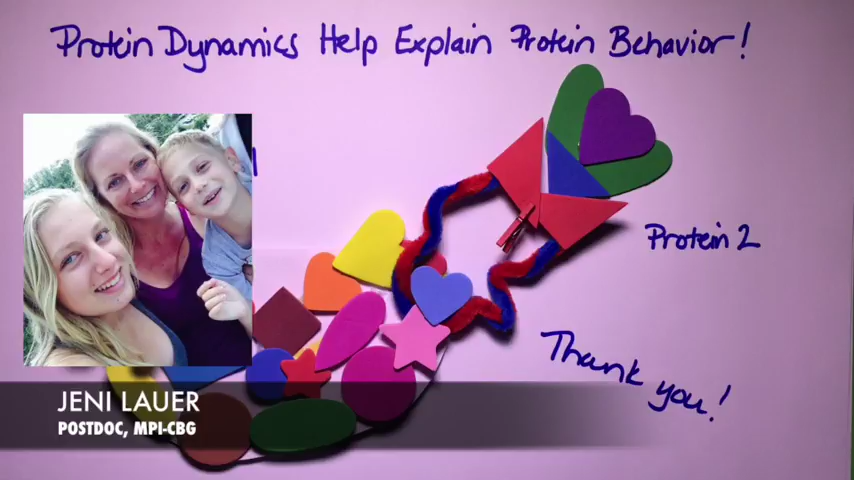 Protein Dynamics Help Explain Protein Behavior!
Protein 2
Thank you!
JENI LAUER
POSTDOC, MPI-CBG